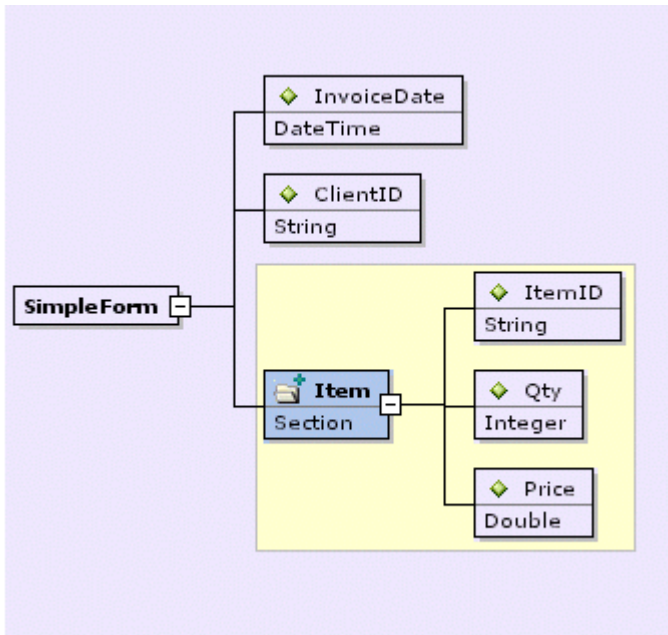 InvoiceDate
DateTime
ClientID
String
SimpleForm
Item
Section
ItemID
String
Qty
Integer
Price
Double